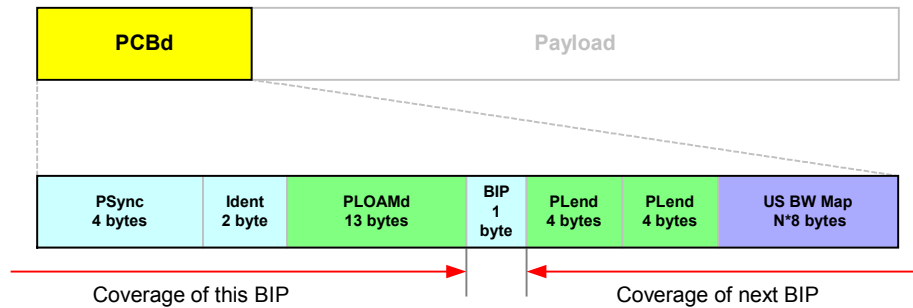 PCBd
Payload
PSync
4 bytes
Ident
2 byte
PLOAMd
13 bytes
BIP
1
byte
PLend
4 bytes
PLend
4 bytes
US BW Map
N*8 bytes
Coverage of this BIP
Coverage of next BIP